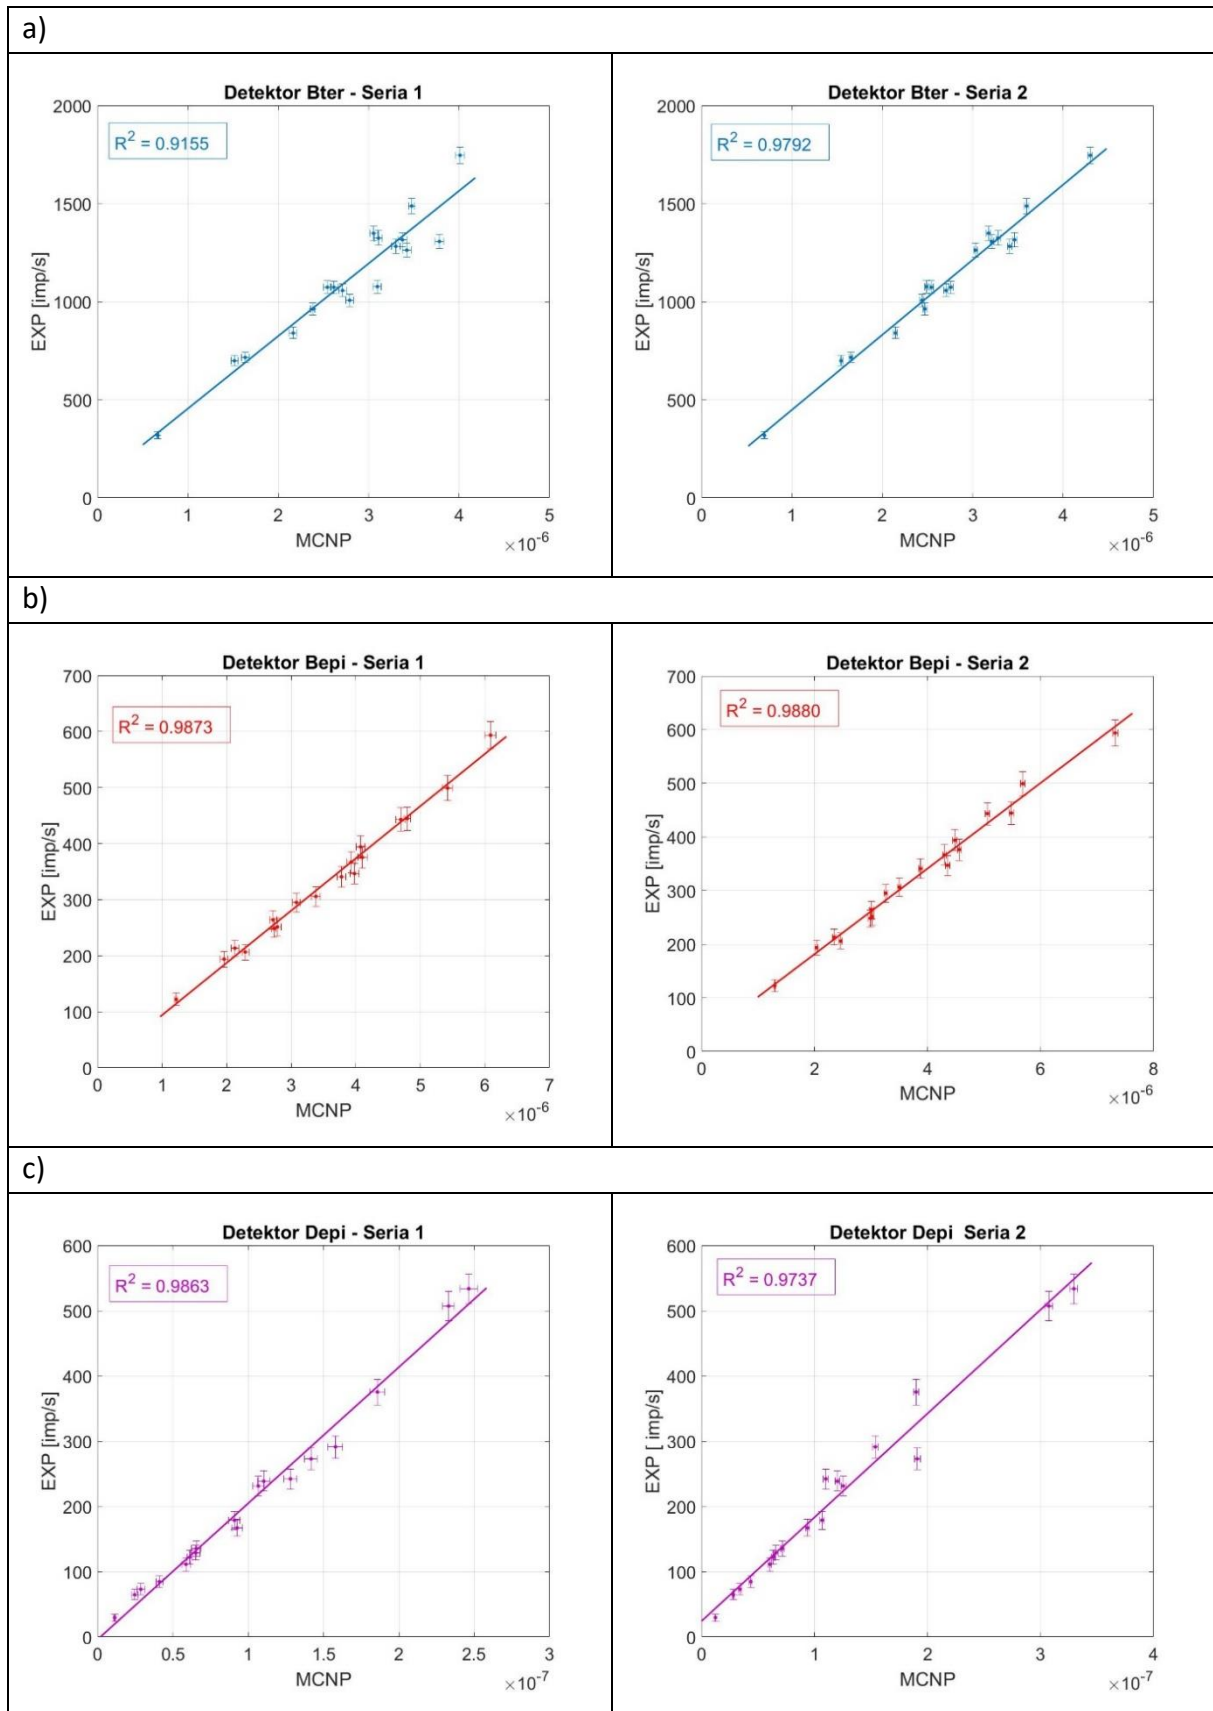 a)
Detektor Bter - Seria 1
R² = 0.9155
EXP [imp/s]
2000
1500
1000
500
0
0 1 2 3 4 5
MCNP
×10⁻⁶
Detektor Bter - Seria 2
R² = 0.9792
EXP [imp/s]
2000
1500
1000
500
0
0 1 2 3 4 5
MCNP
×10⁻⁶
b)
Detektor Bepi - Seria 1
R² = 0.9873
EXP [imp/s]
700
600
500
400
300
200
100
0
0 1 2 3 4 5 6 7
MCNP
×10⁻⁶
Detektor Bepi - Seria 2
R² = 0.9880
EXP [imp/s]
700
600
500
400
300
200
100
0
0 2 4 6 8
MCNP
×10⁻⁶
c)
Detektor Depi - Seria 1
R² = 0.9863
EXP [imp/s]
600
500
400
300
200
100
0
0 0.5 1 1.5 2 2.5 3
MCNP
×10⁻⁷
Detektor Depi  Seria 2
R² = 0.9737
EXP [ imp/s]
600
500
400
300
200
100
0
0 1 2 3 4
MCNP
×10⁻⁷